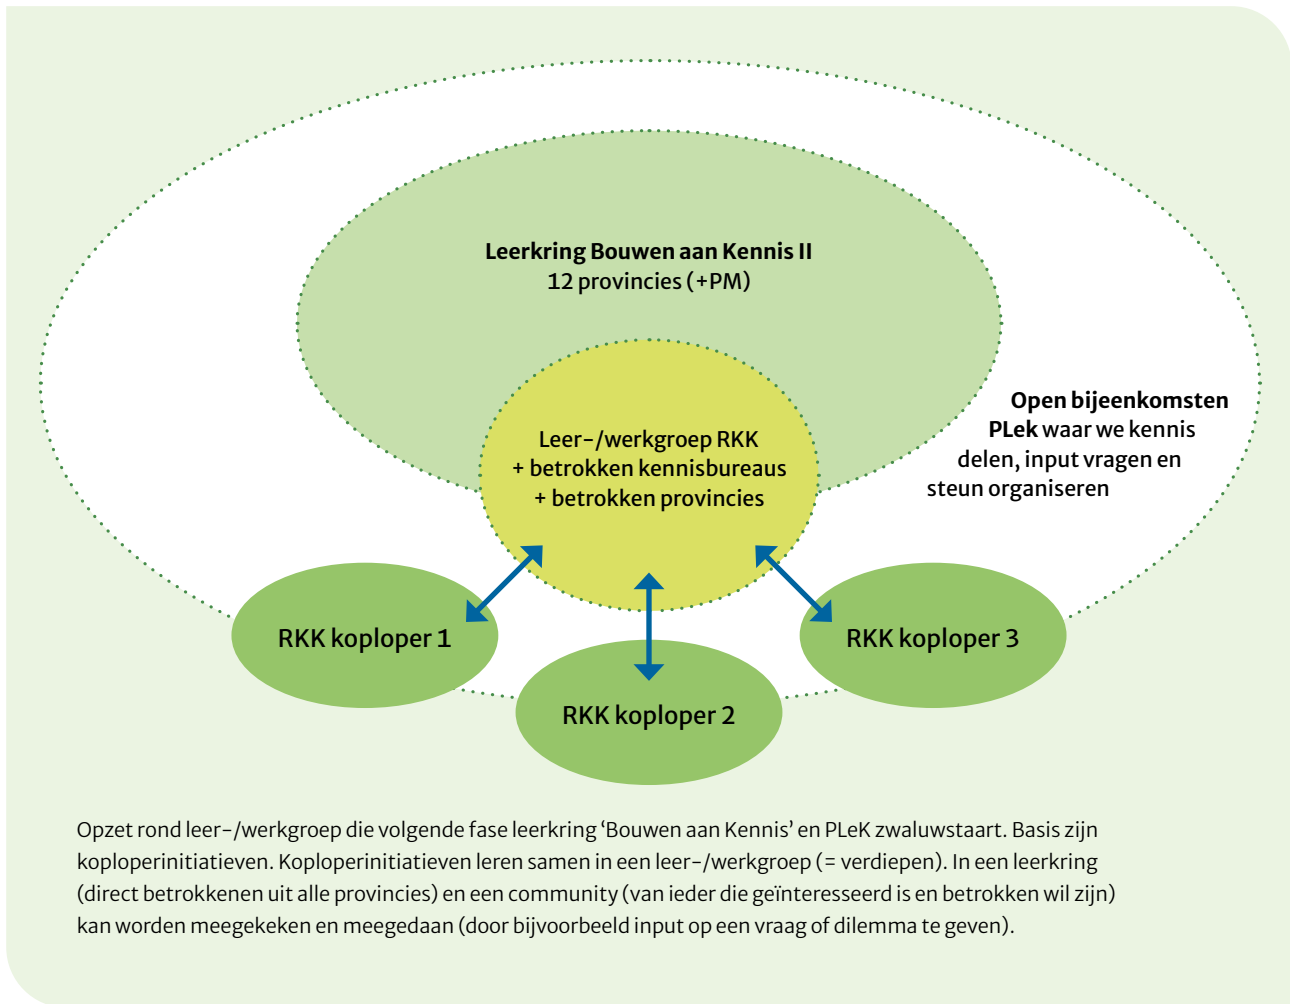 Leerkring Bouwen aan Kennis II
12 provincies (+PM)
Leer-/werkgroep RKK
+ betrokken kennisbureaus
+ betrokken provincies
Open bijeenkomsten
PLek waar we kennis
delen, input vragen en
steun organiseren
RKK koploper 1
RKK koploper 2
RKK koploper 3
Opzet rond leer-/werkgroep die volgende fase leerkring ‘Bouwen aan Kennis’ en PLeK zwaluwstaart. Basis zijn
koploperinitiatieven. Koploperinitiatieven leren samen in een leer-/werkgroep (= verdiepen). In een leerkring
(direct betrokkenen uit alle provincies) en een community (van ieder die geïnteresseerd is en betrokken wil zijn)
kan worden meegekeken en meegedaan (door bijvoorbeeld input op een vraag of dilemma te geven).